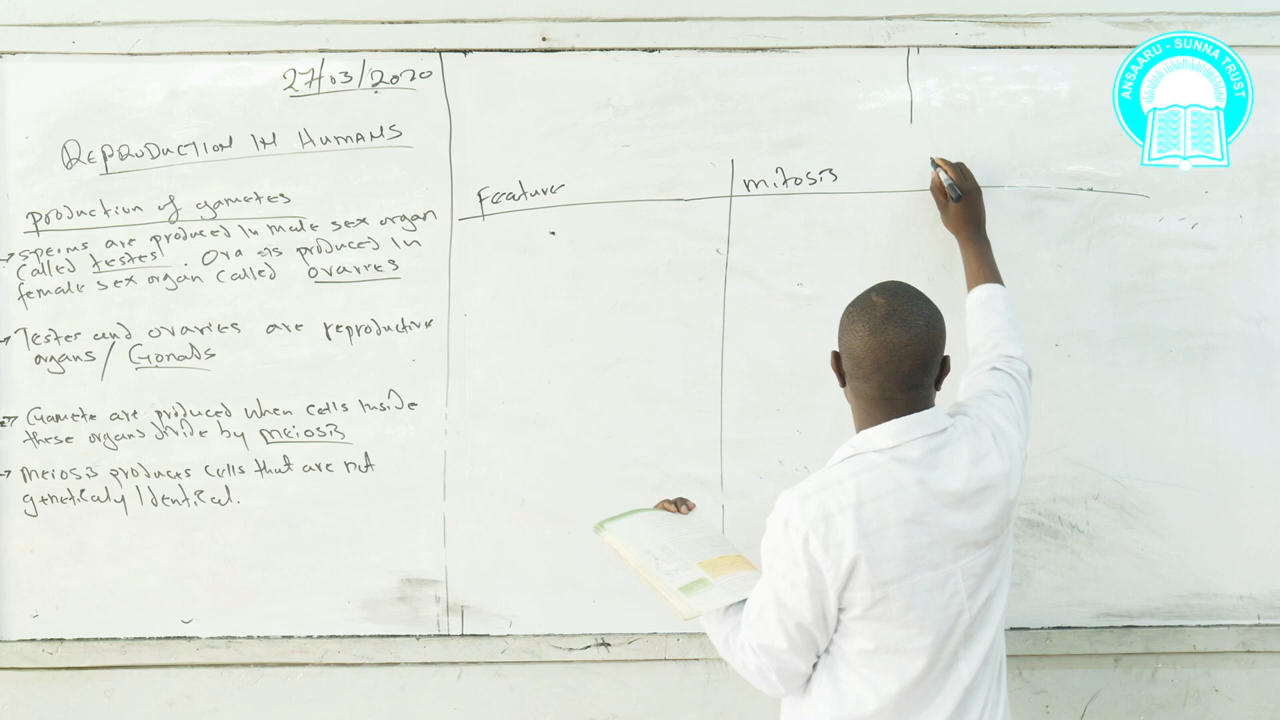 27/03/2020
REPRODUCTION IN HUMANS
production of gametes
→ sperms are produced in male sex organ
called testes. Ova is produced in
female sex organ called ovaries
→ Testes and ovaries are reproductive
organs / Gonads
→ Gamete are produced when cells inside
these organs divide by meiosis
→ meiosis produces cells that are not
genetically identical.
Feature
mitosis
ANSAARU - SUNNA TRUST